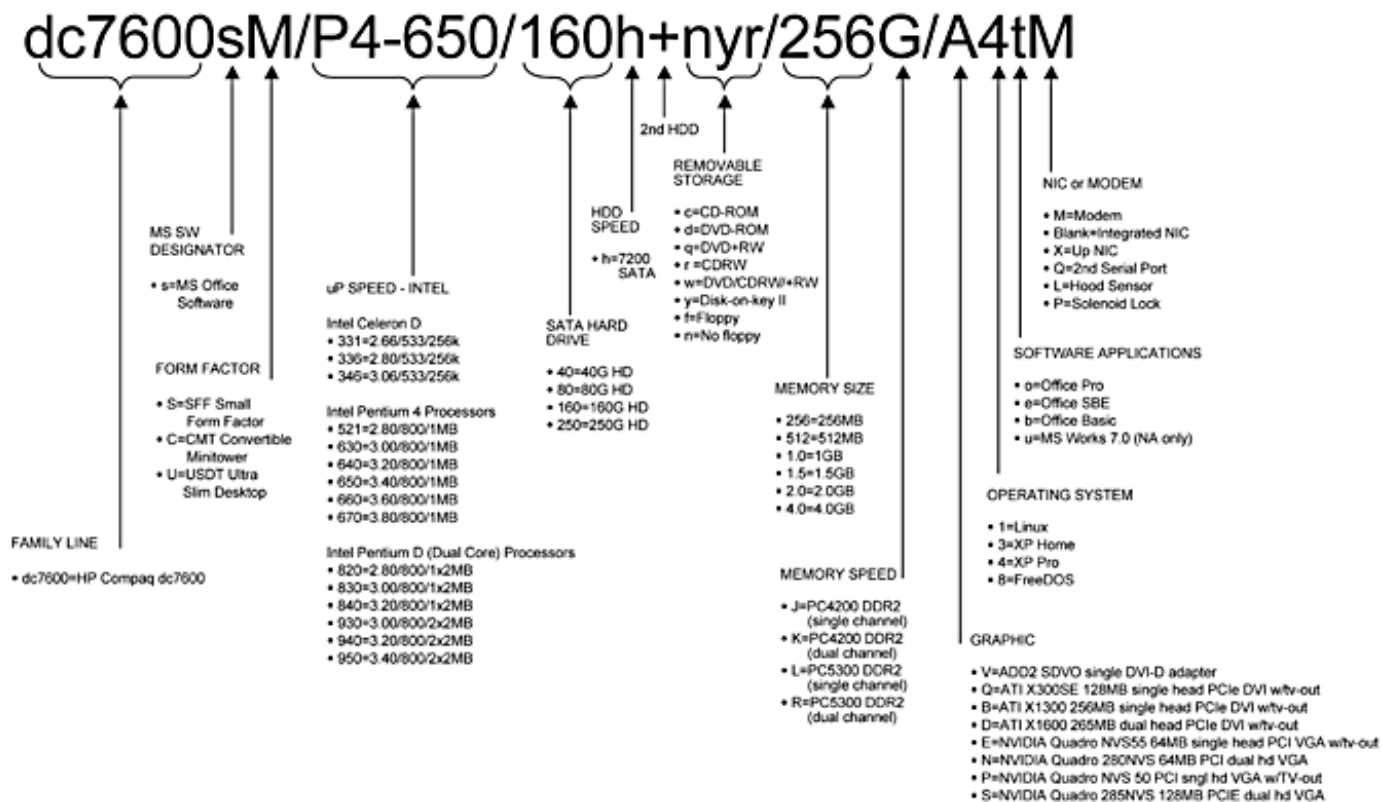 dc7600sM/P4-650/160h+nyr/256G/A4tM
2nd HDD
REMOVABLE
STORAGE
• c=CD-ROM
• d=DVD-ROM
• q=DVD+RW
• r =CDRW
• w=DVD/CDRW/+RW
• y=Disk-on-key II
• f=Floppy
• n=No floppy
NIC or MODEM
• M=Modem
• Blank=Integrated NIC
• X=Up NIC
• Q=2nd Serial Port
• L=Hood Sensor
• P=Solenoid Lock
HDD
SPEED
• h=7200
SATA
MS SW
DESIGNATOR
• s=MS Office
Software
uP SPEED - INTEL
Intel Celeron D
• 331=2.66/533/256k
• 336=2.80/533/256k
• 346=3.06/533/256k
Intel Pentium 4 Processors
• 521=2.80/800/1MB
• 630=3.00/800/1MB
• 640=3.20/800/1MB
• 650=3.40/800/1MB
• 660=3.60/800/1MB
• 670=3.80/800/1MB
Intel Pentium D (Dual Core) Processors
• 820=2.80/800/1x2MB
• 830=3.00/800/1x2MB
• 840=3.20/800/1x2MB
• 930=3.00/800/2x2MB
• 940=3.20/800/2x2MB
• 950=3.40/800/2x2MB
SATA HARD
DRIVE
• 40=40G HD
• 80=80G HD
• 160=160G HD
• 250=250G HD
FORM FACTOR
• S=SFF Small
Form Factor
• C=CMT Convertible
Minitower
• U=USDT Ultra
Slim Desktop
FAMILY LINE
• dc7600=HP Compaq dc7600
MEMORY SIZE
• 256=256MB
• 512=512MB
• 1.0=1GB
• 1.5=1.5GB
• 2.0=2.0GB
• 4.0=4.0GB
MEMORY SPEED
• J=PC4200 DDR2
(single channel)
• K=PC4200 DDR2
(dual channel)
• L=PC5300 DDR2
(single channel)
• R=PC5300 DDR2
(dual channel)
SOFTWARE APPLICATIONS
• o=Office Pro
• e=Office SBE
• b=Office Basic
• u=MS Works 7.0 (NA only)
OPERATING SYSTEM
• 1=Linux
• 3=XP Home
• 4=XP Pro
• 8=FreeDOS
GRAPHIC
• V=ADD2 SDVO single DVI-D adapter
• Q=ATI X300SE 128MB single head PCIe DVI w/tv-out
• B=ATI X1300 256MB single head PCIe DVI w/tv-out
• D=ATI X1600 265MB dual head PCIe DVI w/tv-out
• E=NVIDIA Quadro NVS55 64MB single head PCI VGA w/tv-out
• N=NVIDIA Quadro 280NVS 64MB PCI dual hd VGA
• P=NVIDIA Quadro NVS 50 PCI sngl hd VGA w/TV-out
• S=NVIDIA Quadro 285NVS 128MB PCIE dual hd VGA